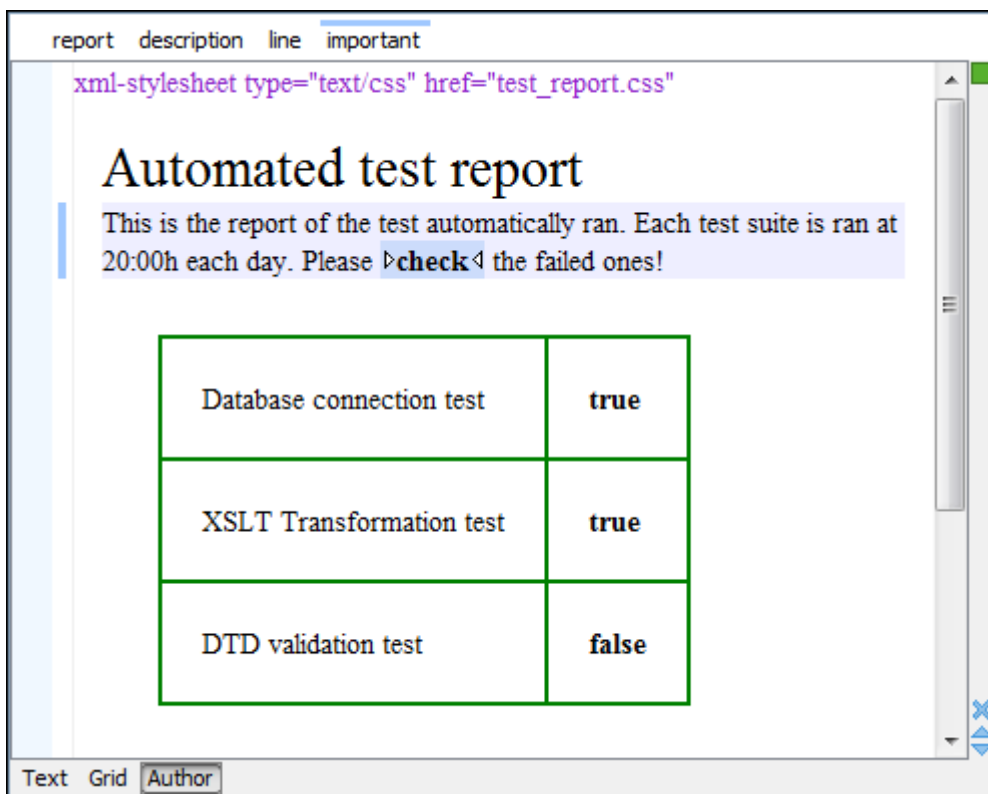 report description line important
xml-stylesheet type="text/css" href="test_report.css"
Automated test report
This is the report of the test automatically ran. Each test suite is ran at
20:00h each day. Please check the failed ones!
Database connection test true
XSLT Transformation test true
DTD validation test false
Text Grid Author